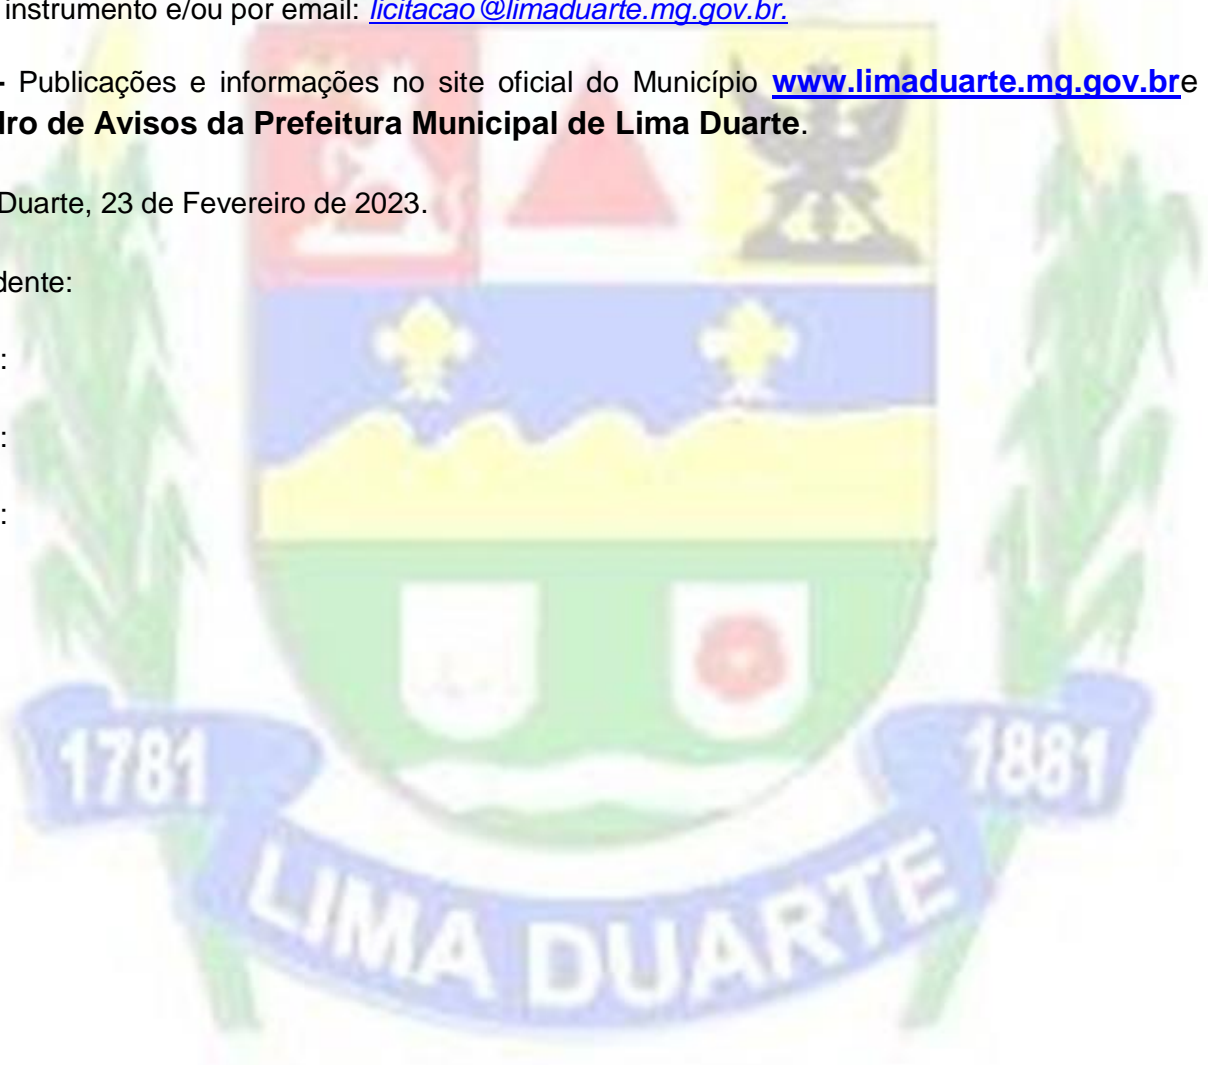 instrumento e/ou por email: licitacao@limaduarte.mg.gov.br.
- Publicações e informações no site oficial do Município www.limaduarte.mg.gov.bre
dro de Avisos da Prefeitura Municipal de Lima Duarte.
Duarte, 23 de Fevereiro de 2023.
dente:
:
:
:
1781
1881
LIMA DUARTE